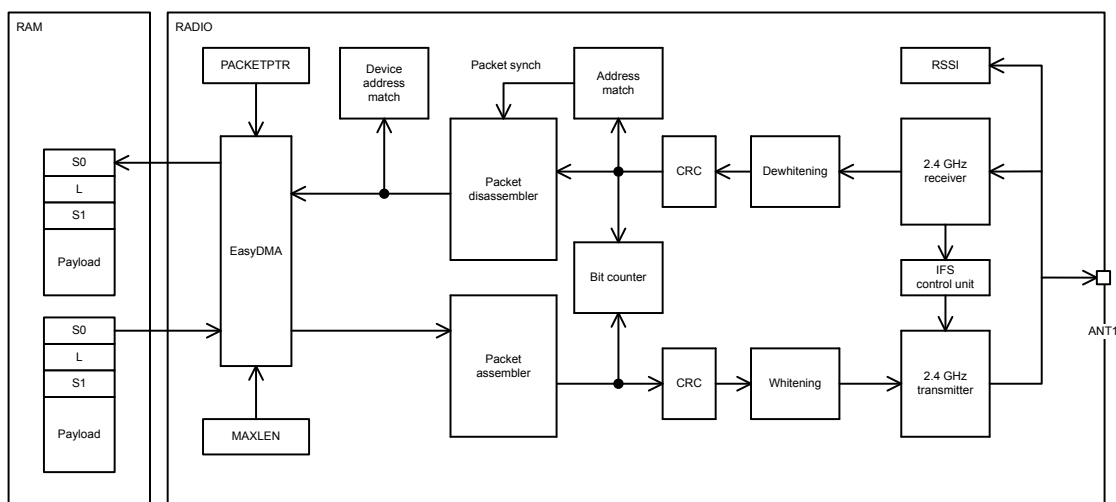 RAM
RADIO
PACKETPTR
Device
address
match
Packet synch
Address
match
RSSI
S0
L
S1
Payload
EasyDMA
Packet
disassembler
CRC
Dewhitening
2.4 GHz
receiver
Bit counter
IFS
control unit
ANT1
S0
L
S1
Payload
Packet
assembler
CRC
Whitening
2.4 GHz
transmitter
MAXLEN